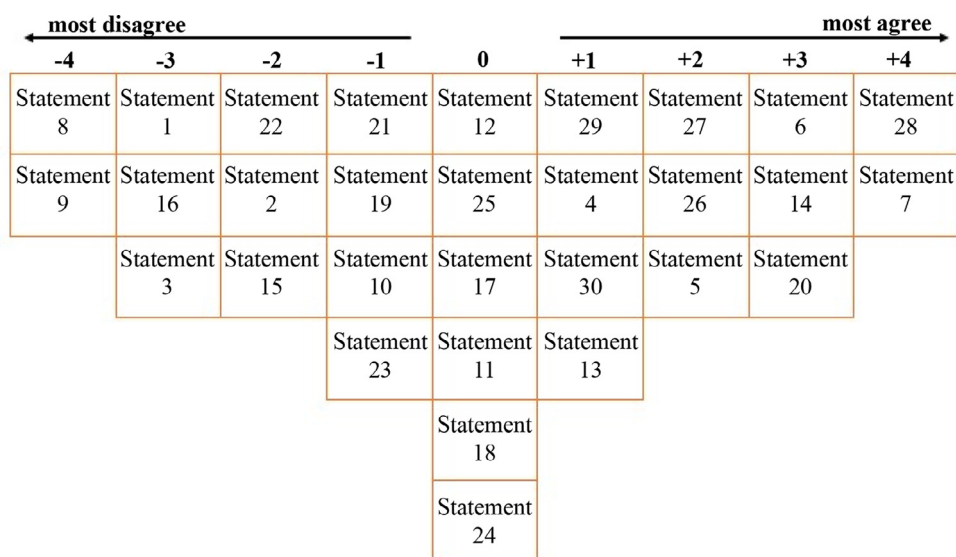 most disagree most agree
-4 -3 -2 -1 0 +1 +2 +3 +4
Statement Statement Statement Statement Statement Statement Statement Statement Statement
8 1 22 21 12 29 27 6 28
Statement Statement Statement Statement Statement Statement Statement Statement Statement
9 16 2 19 25 4 26 14 7
Statement Statement Statement Statement Statement Statement Statement
3 15 10 17 30 5 20
Statement Statement Statement
23 11 13
Statement
18
Statement
24